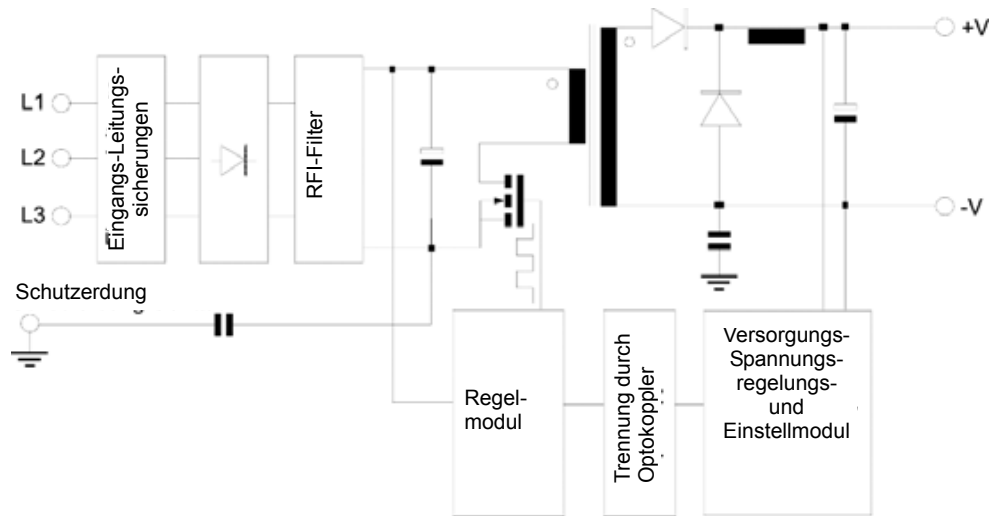 +V
L1
L2
L3
Eingangs-Leitungs-
sicherungen
RFI-Filter
-V
Schutzerdung
Regel-
modul
Trennung durch
Optokoppler
Versorgungs-
Spannungs-
regelungs-
und
Einstellmodul